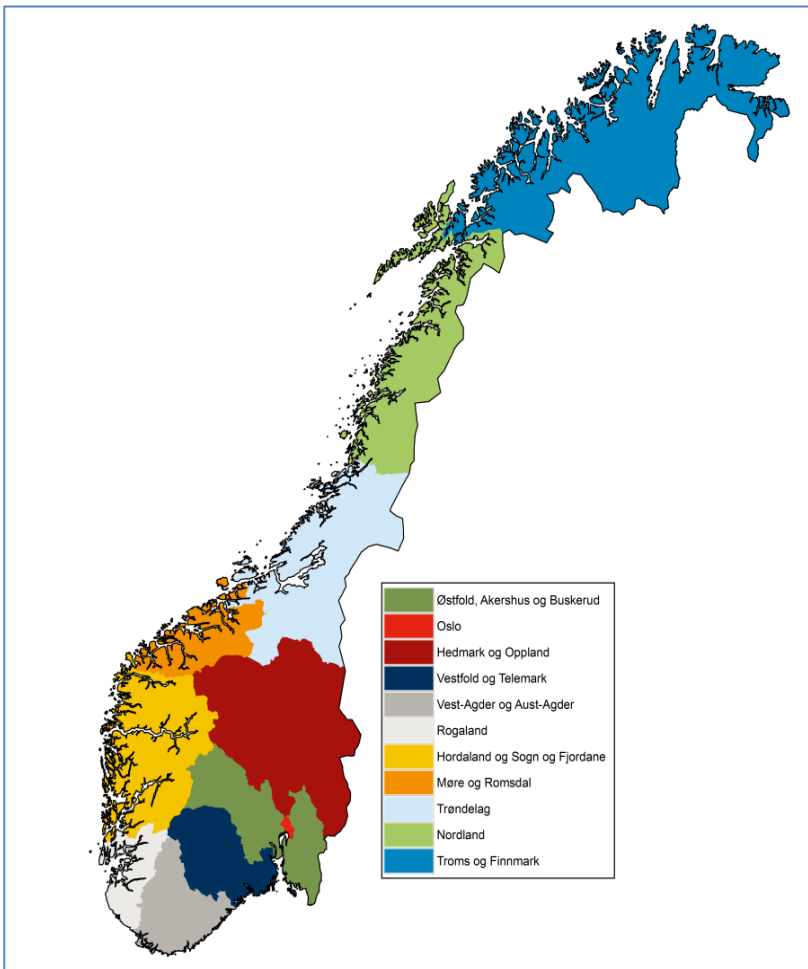 Østfold, Akershus og Buskerud
Oslo
Hedmark og Oppland
Vestfold og Telemark
Vest-Agder og Aust-Agder
Rogaland
Hordaland og Sogn og Fjordane
Møre og Romsdal
Trøndelag
Nordland
Troms og Finnmark